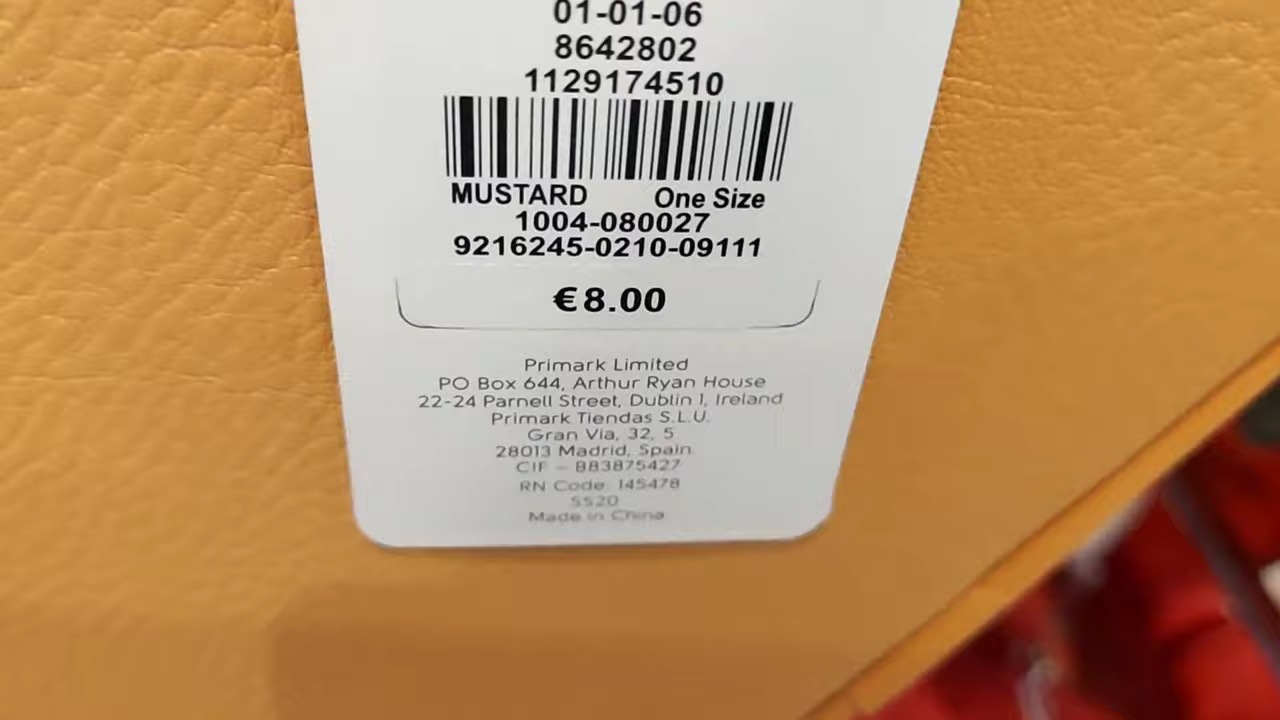 01-01-06
8642802
1129174510
MUSTARD One Size
1004-080027
9216245-0210-09111
€8.00
Primark Limited
PO Box 644, Arthur Ryan House
22-24 Parnell Street, Dublin 1, Ireland
Primark Tiendas S.L.U.
Gran Via, 32, 5
28013 Madrid, Spain
CIF - B83875427
RN Code: 145478
SS20
Made in China